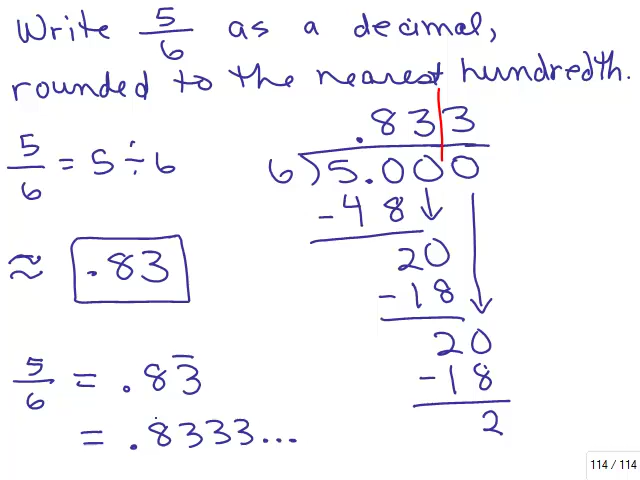 Write 5/6 as a decimal,
rounded to the nearest hundredth.
.833
5/6 = 5 ÷ 6
6)5.000
-48
20
≈ .83
-18
20
5/6 = .83̅
-18
= .8333...
2
114 / 114